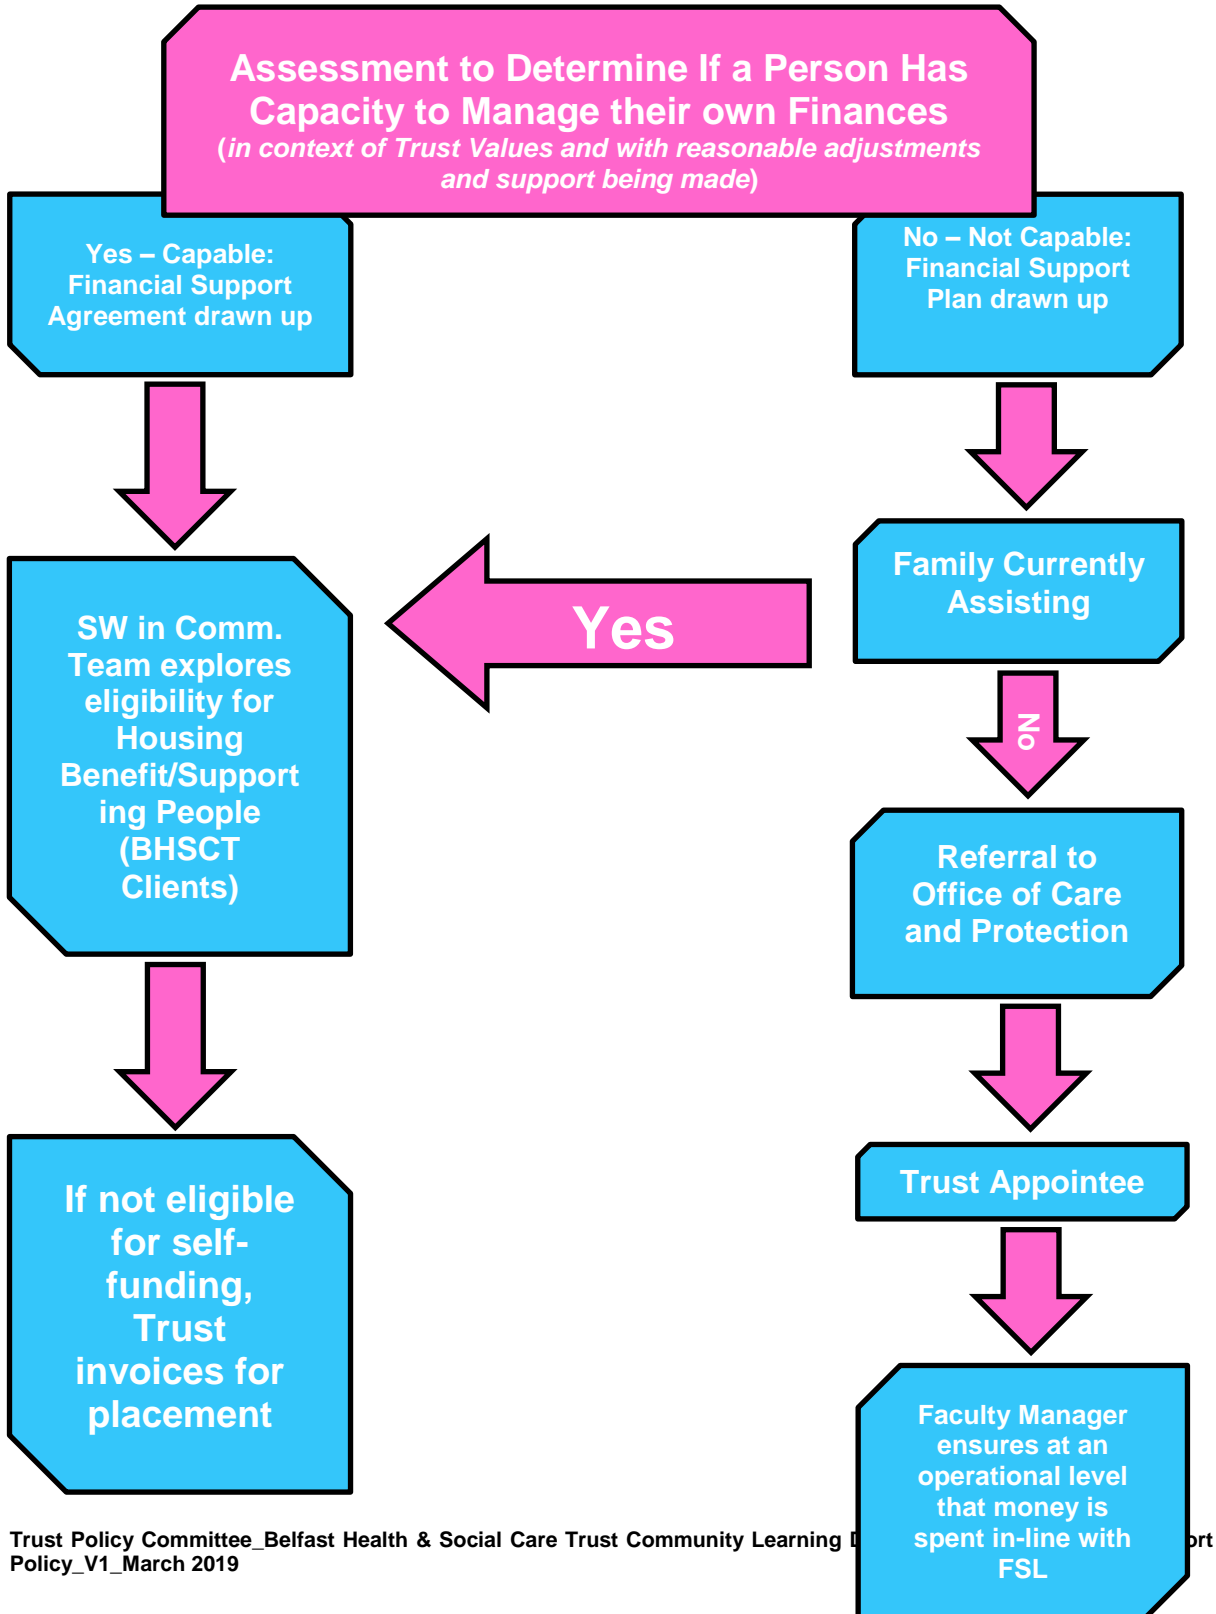 Assessment to Determine If a Person Has
Capacity to Manage their own Finances
(in context of Trust Values and with reasonable adjustments
and support being made)
Yes – Capable:
Financial Support
Agreement drawn up
No – Not Capable:
Financial Support
Plan drawn up
Family Currently
Assisting
Yes
No
SW in Comm.
Team explores
eligibility for
Housing
Benefit/Support
ing People
(BHSCT
Clients)
Referral to
Office of Care
and Protection
If not eligible
for self-
funding,
Trust
invoices for
placement
Trust Appointee
Faculty Manager
ensures at an
operational level
that money is
spent in-line with
FSL
Trust Policy Committee_Belfast Health & Social Care Trust Community Learning
Policy_V1_March 2019